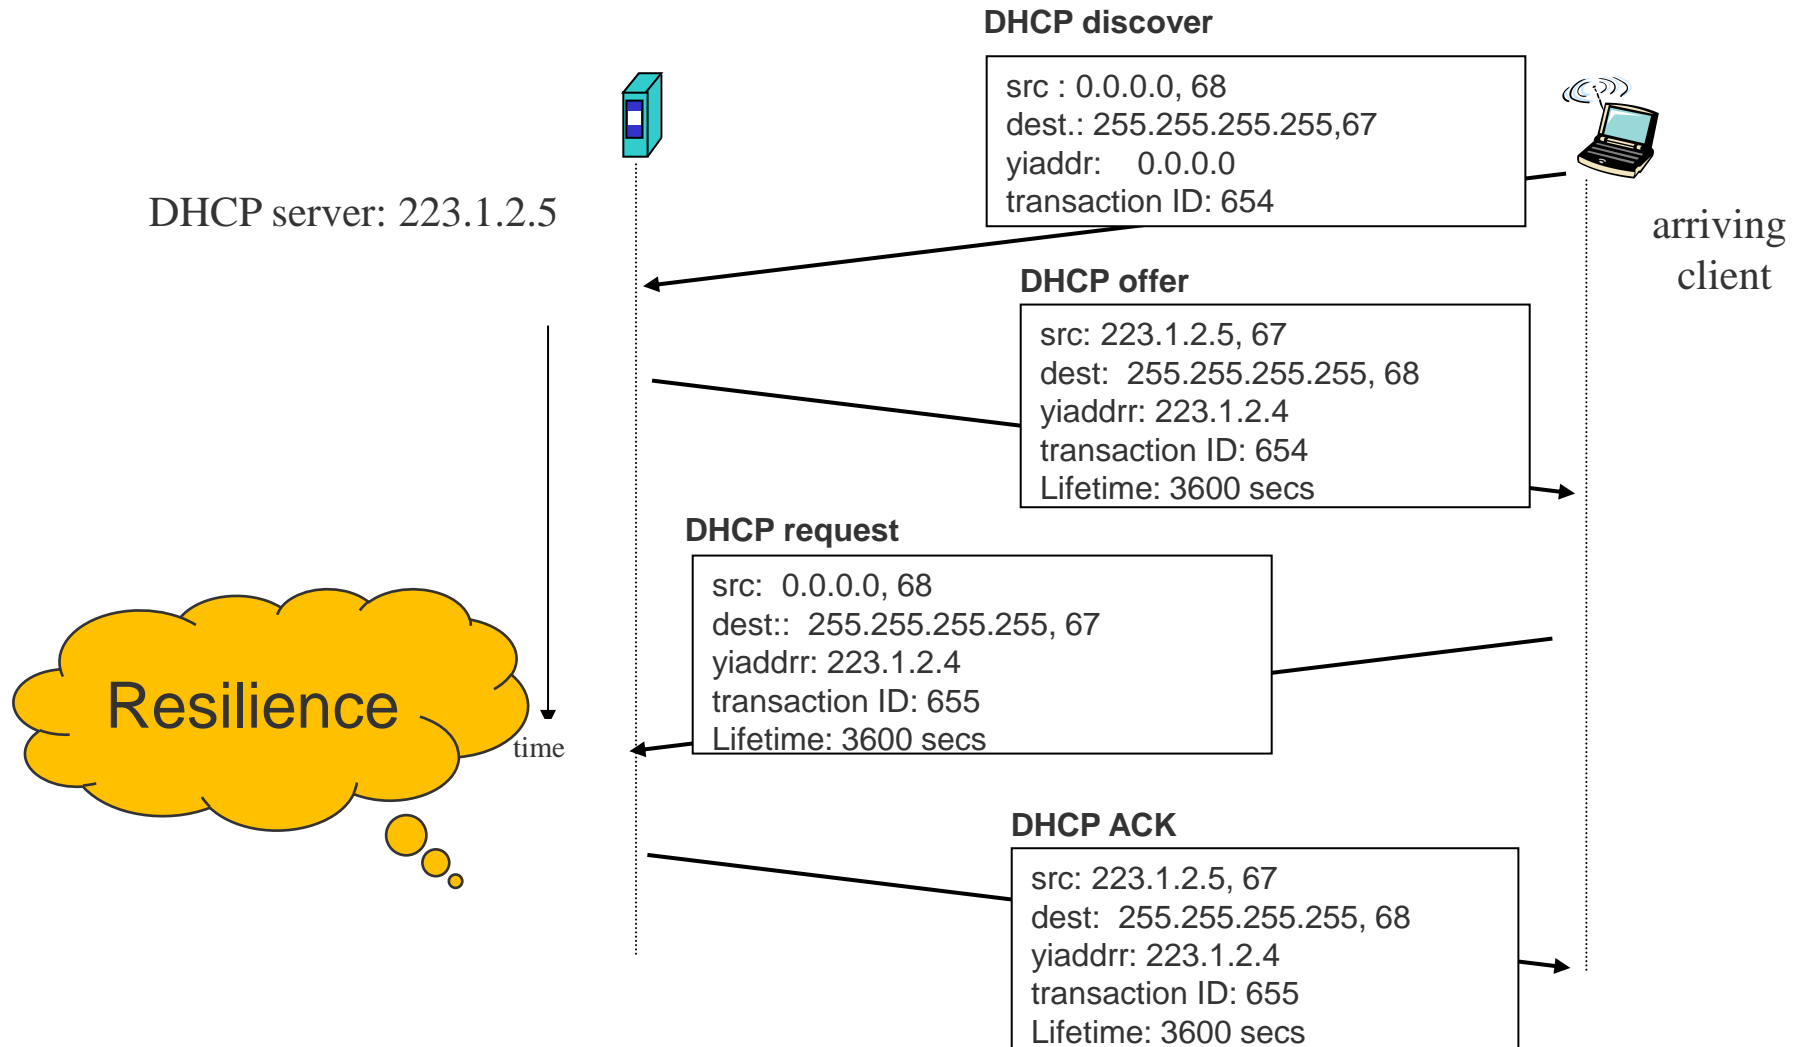 DHCP discover
src : 0.0.0.0, 68
dest.: 255.255.255.255,67
yiaddr: 0.0.0.0
transaction ID: 654
DHCP server: 223.1.2.5
arriving
client
DHCP offer
src: 223.1.2.5, 67
dest: 255.255.255.255, 68
yiaddrr: 223.1.2.4
transaction ID: 654
Lifetime: 3600 secs
DHCP request
src: 0.0.0.0, 68
dest:: 255.255.255.255, 67
yiaddrr: 223.1.2.4
transaction ID: 655
Lifetime: 3600 secs
Resilience
time
DHCP ACK
src: 223.1.2.5, 67
dest: 255.255.255.255, 68
yiaddrr: 223.1.2.4
transaction ID: 655
Lifetime: 3600 secs